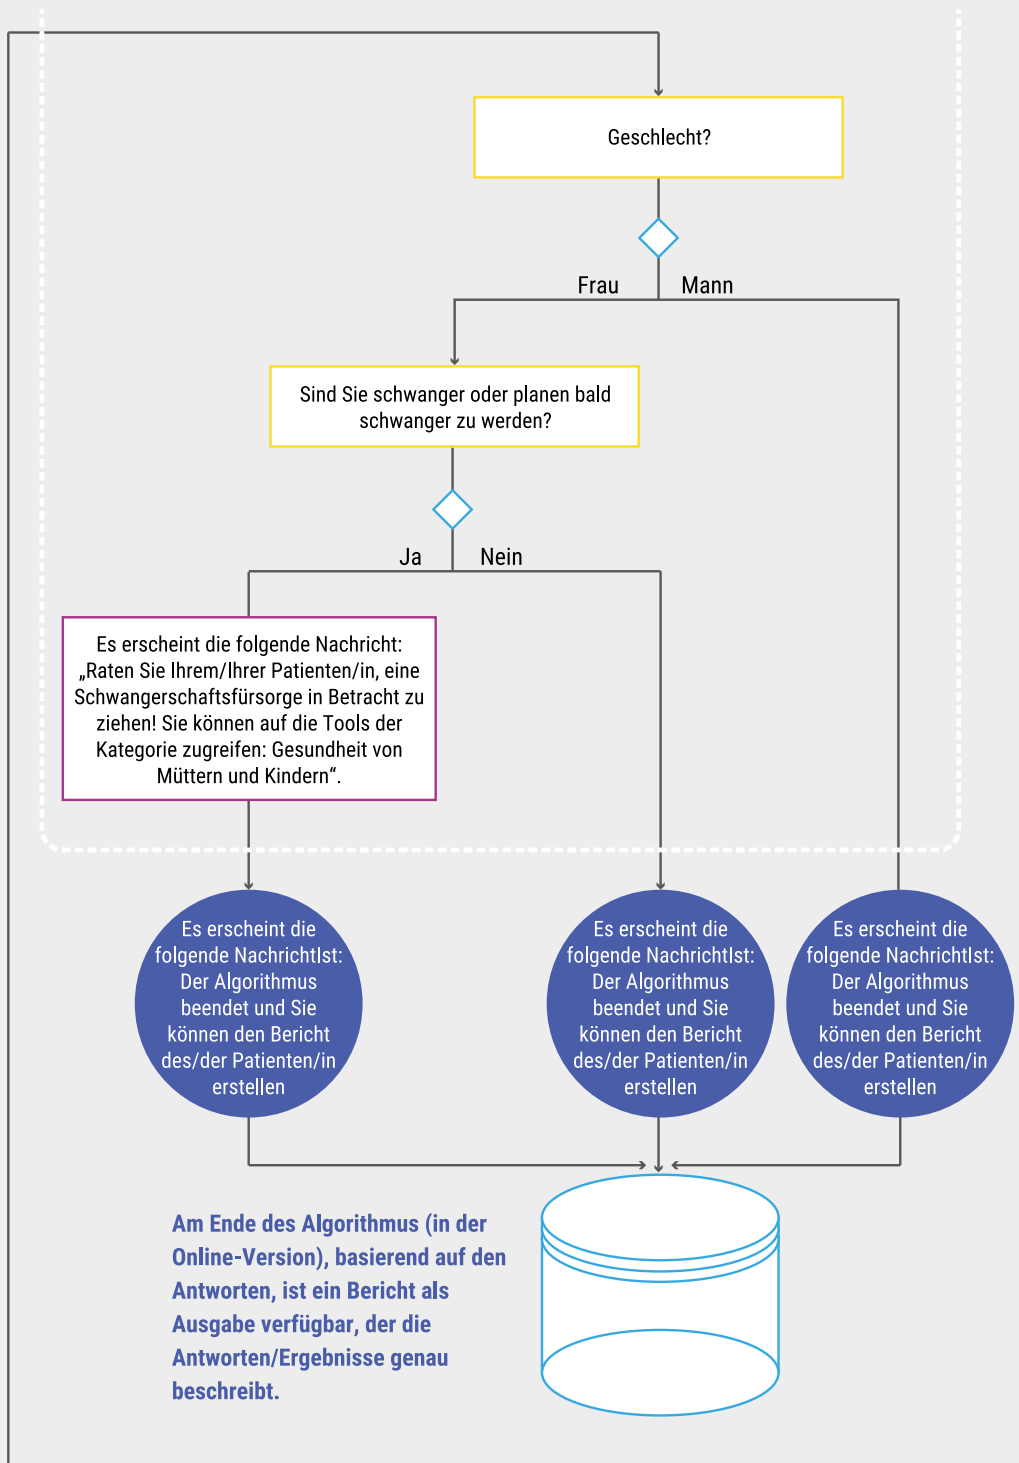 Geschlecht?
Frau
Mann
Sind Sie schwanger oder planen bald
schwanger zu werden?
Ja
Nein
Es erscheint die folgende Nachricht:
„Raten Sie Ihrem/Ihrer Patienten/in, eine
Schwangerschaftsfürsorge in Betracht zu
ziehen! Sie können auf die Tools der
Kategorie zugreifen: Gesundheit von
Müttern und Kindern“.
Es erscheint die
folgende NachrichtIst:
Der Algorithmus
beendet und Sie
können den Bericht
des/der Patienten/in
erstellen
Es erscheint die
folgende NachrichtIst:
Der Algorithmus
beendet und Sie
können den Bericht
des/der Patienten/in
erstellen
Es erscheint die
folgende NachrichtIst:
Der Algorithmus
beendet und Sie
können den Bericht
des/der Patienten/in
erstellen
Am Ende des Algorithmus (in der
Online-Version), basierend auf den
Antworten, ist ein Bericht als
Ausgabe verfügbar, der die
Antworten/Ergebnisse genau
beschreibt.